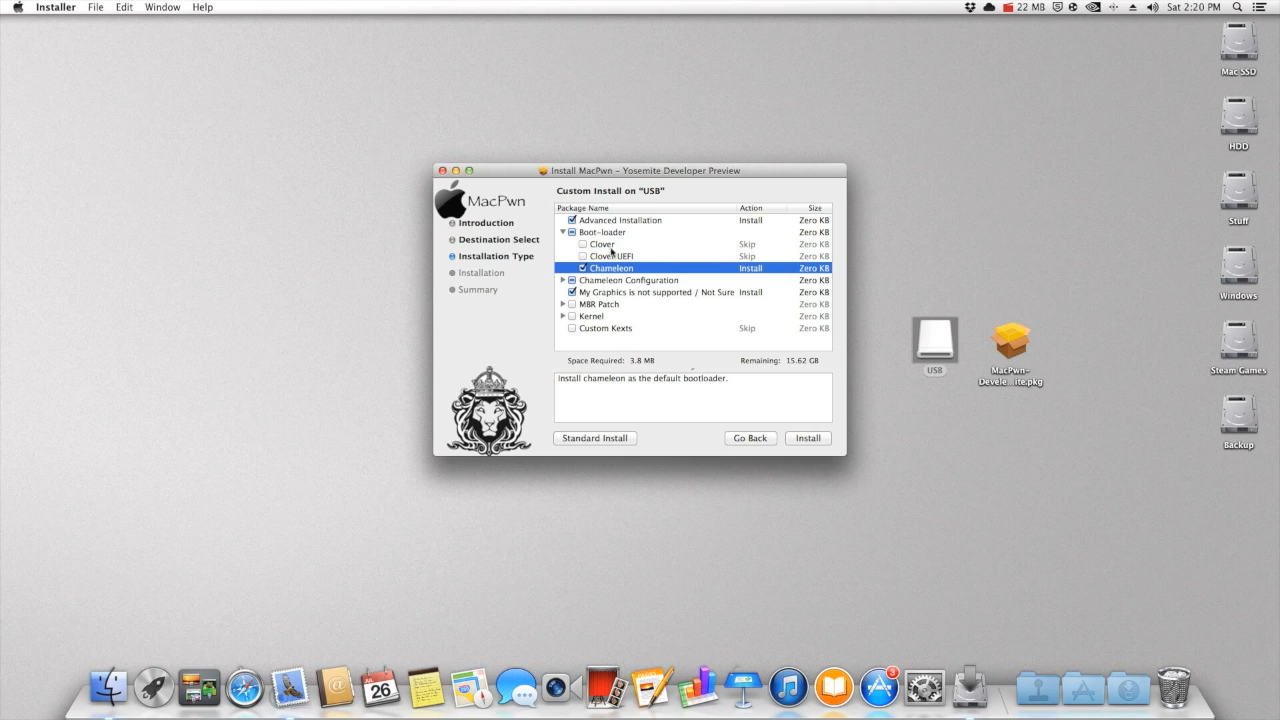 Installer File Edit Window Help
22 MB Sat 2:20 PM
Install MacPwn - Yosemite Developer Preview
MacPwn
Introduction
Destination Select
Installation Type
Installation
Summary
Custom Install on "USB"
Package Name Action Size
Advanced Installation Install Zero KB
Boot-loader Zero KB
Clover Skip Zero KB
Clover UEFI Skip Zero KB
Chameleon Install Zero KB
Chameleon Configuration Zero KB
My Graphics is not supported / Not Sure Install Zero KB
MBR Patch Zero KB
Kernel Zero KB
Custom Kexts Skip Zero KB
Space Required: 3.8 MB Remaining: 15.62 GB
Install chameleon as the default bootloader.
Standard Install Go Back Install
USB
MacPwn-
Devele...ite.pkg
Mac SSD
HDD
Stuff
Windows
Steam Games
Backup
JUL
26
3